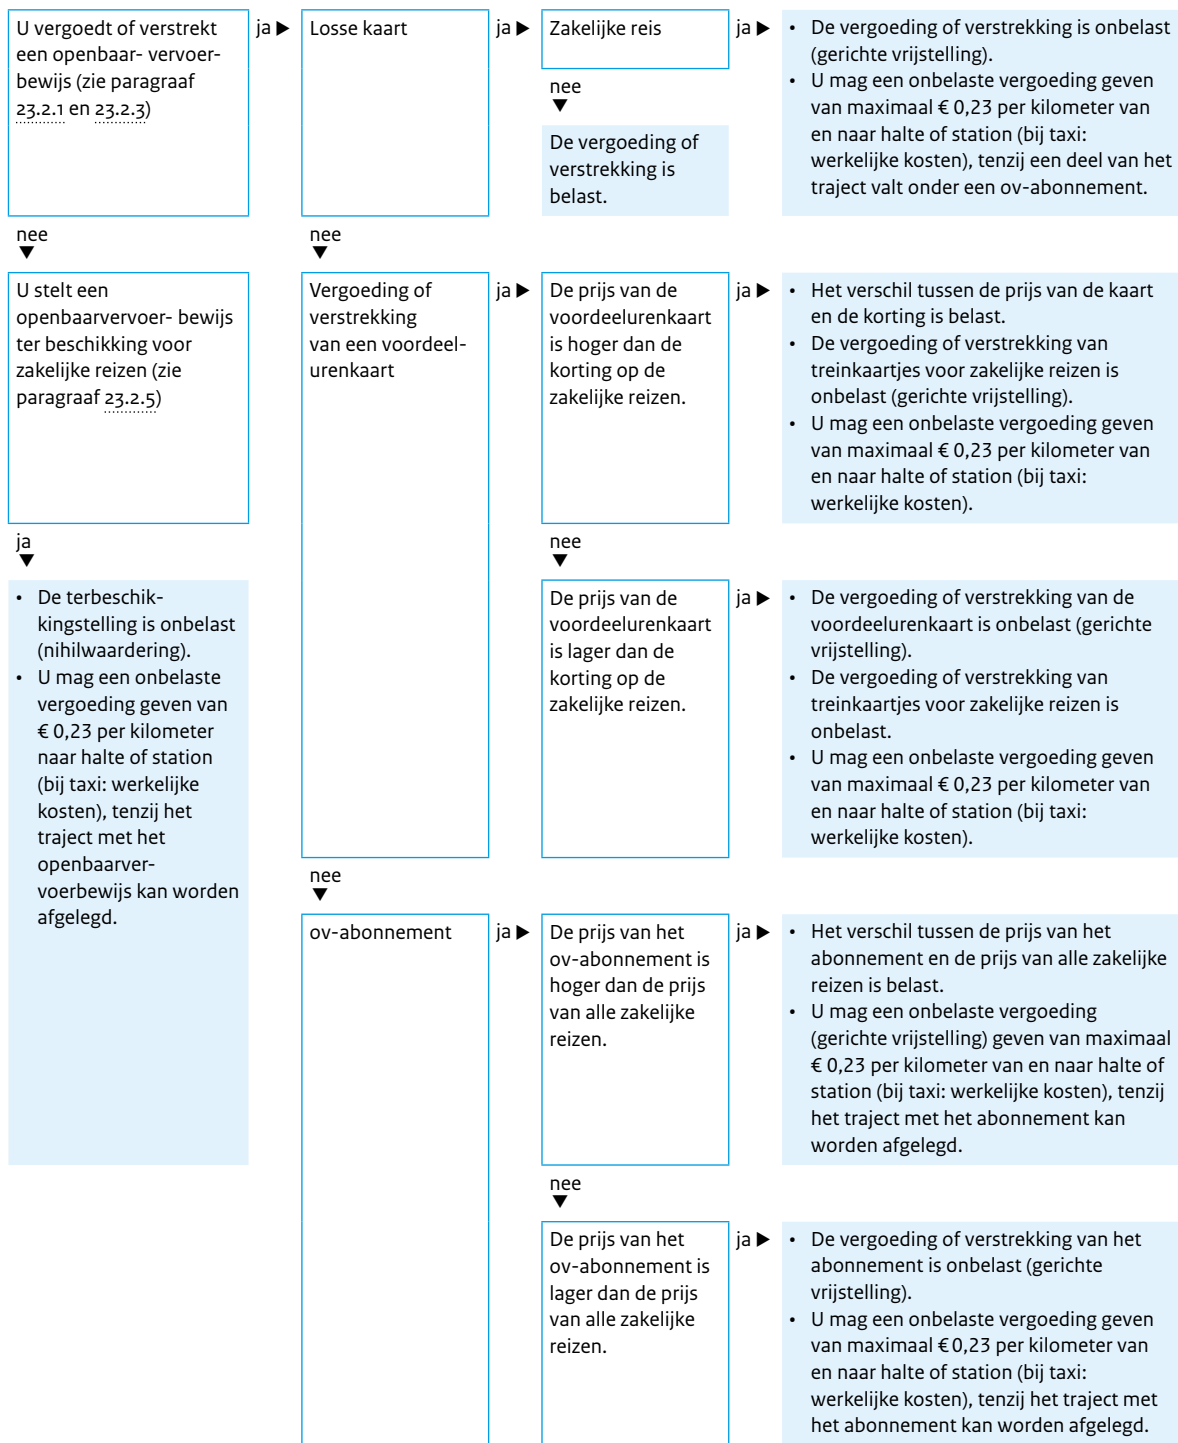 U vergoedt of verstrekt
een openbaar- vervoer-
bewijs (zie paragraaf
23.2.1 en 23.2.3)
ja ▶
Losse kaart
ja ▶
Zakelijke reis
ja ▶
• De vergoeding of verstrekking is onbelast
(gerichte vrijstelling).
• U mag een onbelaste vergoeding geven
van maximaal € 0,23 per kilometer van
en naar halte of station (bij taxi:
werkelijke kosten), tenzij een deel van het
traject valt onder een ov-abonnement.
nee
▼
De vergoeding of
verstrekking is
belast.
nee
▼
nee
▼
U stelt een
openbaarvervoer- bewijs
ter beschikking voor
zakelijke reizen (zie
paragraaf 23.2.5)
Vergoeding of
verstrekking
van een voordeel-
urenkaart
ja ▶
De prijs van de
voordeelurenkaart
is hoger dan de
korting op de
zakelijke reizen.
ja ▶
• Het verschil tussen de prijs van de kaart
en de korting is belast.
• De vergoeding of verstrekking van
treinkaartjes voor zakelijke reizen is
onbelast (gerichte vrijstelling).
• U mag een onbelaste vergoeding geven
van maximaal € 0,23 per kilometer van
en naar halte of station (bij taxi:
werkelijke kosten).
ja
▼
nee
▼
• De terbeschik-
kingstelling is onbelast
(nihilwaardering).
• U mag een onbelaste
vergoeding geven van
€ 0,23 per kilometer
naar halte of station
(bij taxi: werkelijke
kosten), tenzij het
traject met het
openbaarver-
voerbewijs kan worden
afgelegd.
De prijs van de
voordeelurenkaart
is lager dan de
korting op de
zakelijke reizen.
ja ▶
• De vergoeding of verstrekking van de
voordeelurenkaart is onbelast (gerichte
vrijstelling).
• De vergoeding of verstrekking van
treinkaartjes voor zakelijke reizen is
onbelast.
• U mag een onbelaste vergoeding geven
van maximaal € 0,23 per kilometer van
en naar halte of station (bij taxi:
werkelijke kosten).
nee
▼
ov-abonnement
ja ▶
De prijs van het
ov-abonnement is
hoger dan de prijs
van alle zakelijke
reizen.
ja ▶
• Het verschil tussen de prijs van het
abonnement en de prijs van alle zakelijke
reizen is belast.
• U mag een onbelaste vergoeding
(gerichte vrijstelling) geven van maximaal
€ 0,23 per kilometer van en naar halte of
station (bij taxi: werkelijke kosten), tenzij
het traject met het abonnement kan
worden afgelegd.
nee
▼
De prijs van het
ov-abonnement is
lager dan de prijs
van alle zakelijke
reizen.
ja ▶
• De vergoeding of verstrekking van het
abonnement is onbelast (gerichte
vrijstelling).
• U mag een onbelaste vergoeding geven
van maximaal € 0,23 per kilometer van
en naar halte of station (bij taxi:
werkelijke kosten), tenzij het traject met
het abonnement kan worden afgelegd.